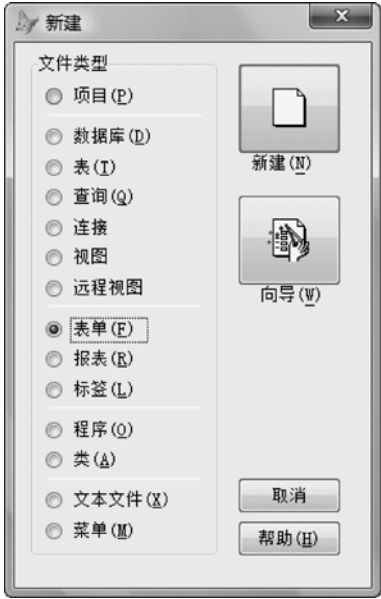 新建
文件类型
项目(P)
数据库(D)
表(T)
查询(Q)
连接
视图
远程视图
表单(F)
报表(R)
标签(L)
程序(O)
类(A)
文本文件(X)
菜单(M)
新建(N)
向导(W)
取消
帮助(H)